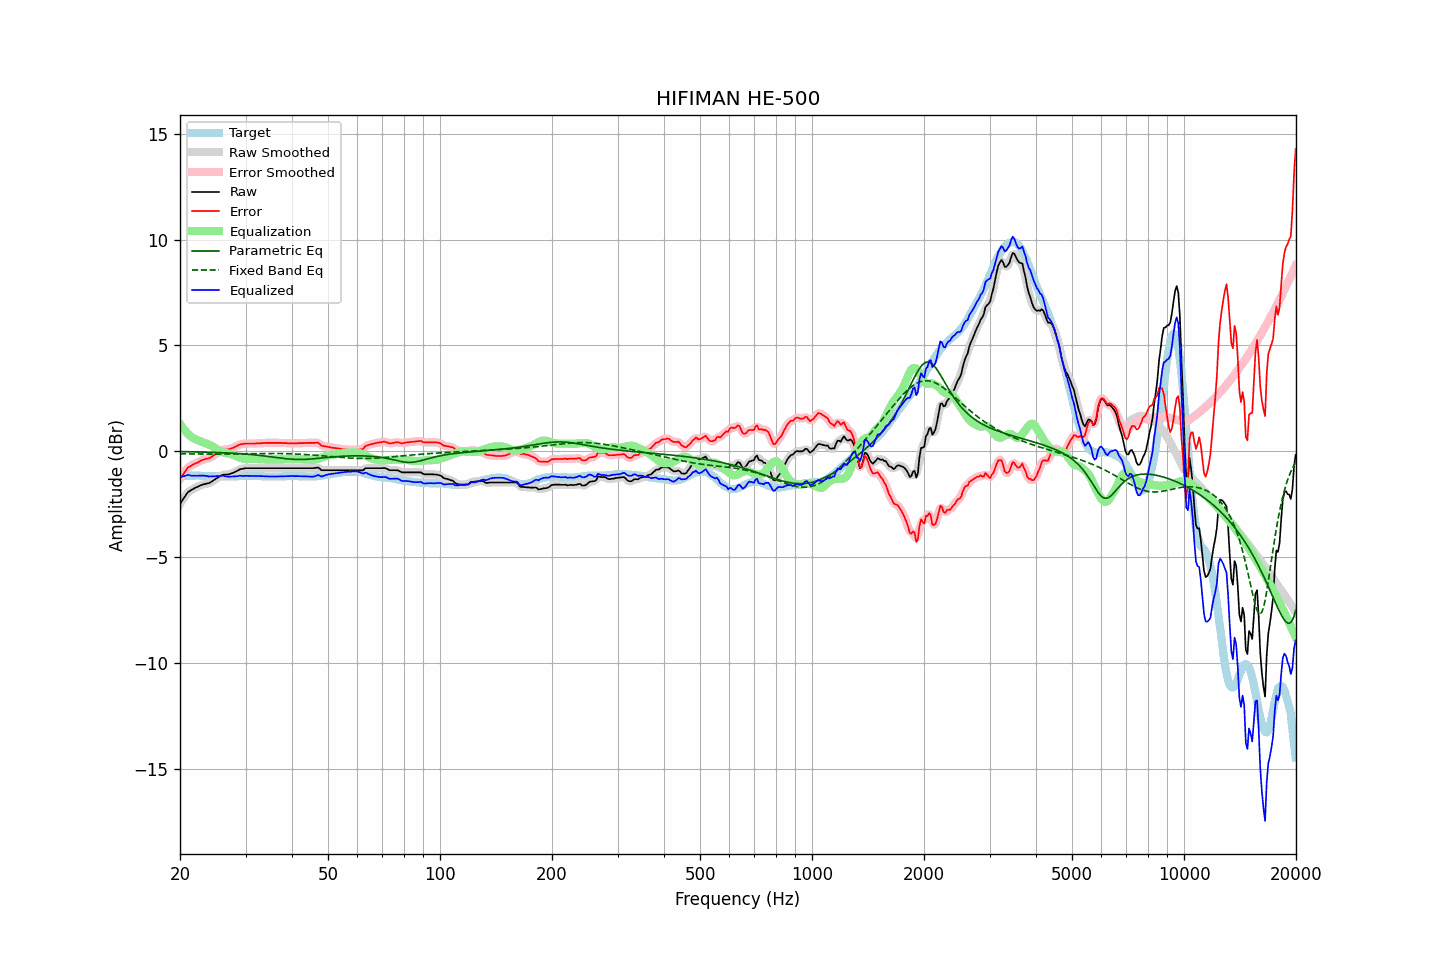 HIFIMAN HE-500
Target
Raw Smoothed
Error Smoothed
Raw
Error
Equalization
Parametric Eq
Fixed Band Eq
Equalized
15
10
5
0
−5
−10
−15
Amplitude (dBr)
20
50
100
200
500
1000
2000
5000
10000
20000
Frequency (Hz)